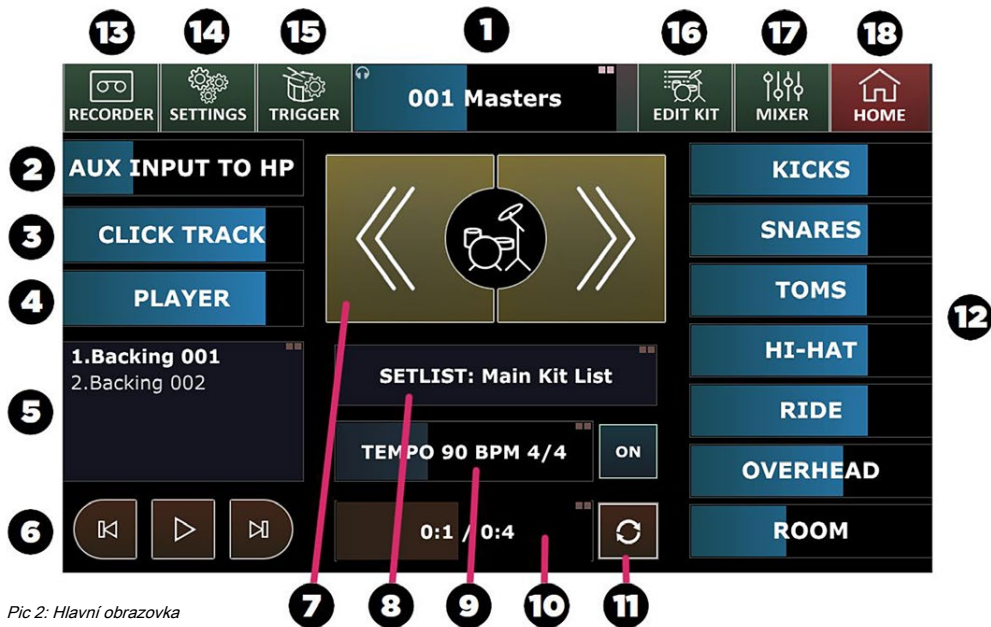 13 14 15 1 16 17 18
RECORDER SETTINGS TRIGGER 001 Masters EDIT KIT MIXER HOME
2 AUX INPUT TO HP KICKS
3 CLICK TRACK SNARES
4 PLAYER TOMS
12
1.Backing 001 HI-HAT
2.Backing 002
SETLIST: Main Kit List
5 RIDE
TEMPO 90 BPM 4/4 ON
OVERHEAD
6 0:1 / 0:4 ROOM
7 8 9 10 11
Pic 2: Hlavní obrazovka